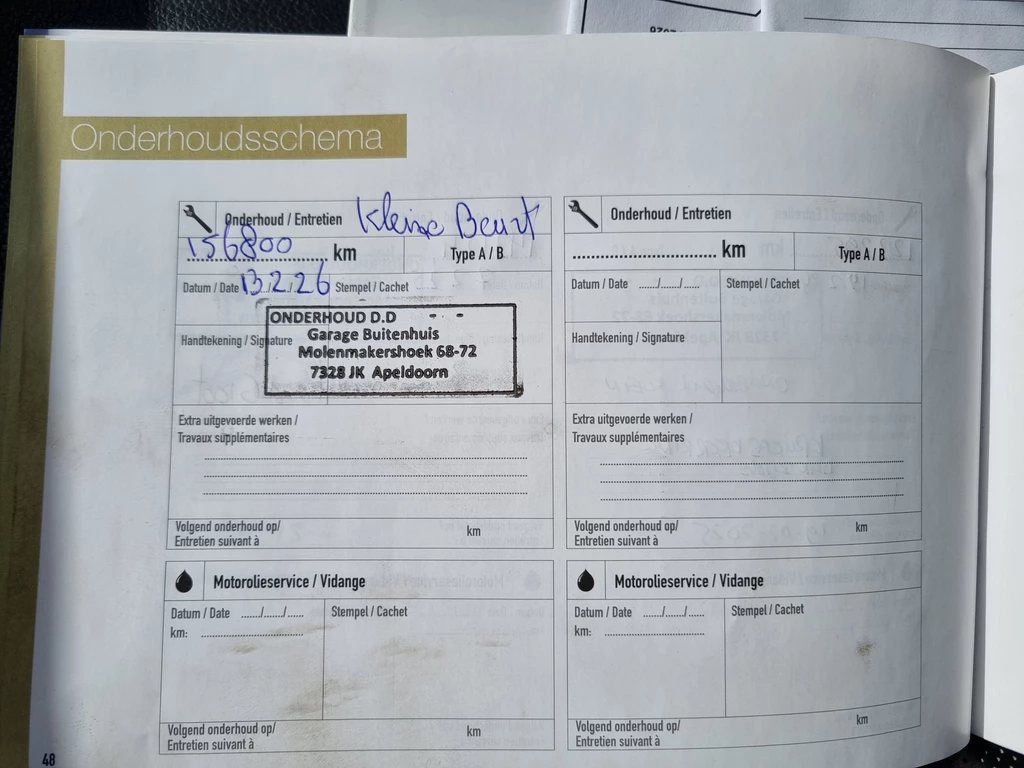 Onderhoudsschema
Onderhoud / Entretien Kleine Beurt
156800 km Type A / B
Datum / Date 13/2/26 Stempel / Cachet
ONDERHOUD D.D - -
Garage Buitenhuis
Molenmakershoek 68-72
7328 JK Apeldoorn
Handtekening / Signature
Extra uitgevoerde werken /
Travaux supplémentaires
Volgend onderhoud op/
Entretien suivant à
km
Onderhoud / Entretien
km Type A / B
Datum / Date ....../....../...... Stempel / Cachet
Handtekening / Signature
Extra uitgevoerde werken /
Travaux supplémentaires
Volgend onderhoud op/
Entretien suivant à
km
Motorolieservice / Vidange
Datum / Date ....../....../...... Stempel / Cachet
km:
Volgend onderhoud op/
Entretien suivant à
km
Motorolieservice / Vidange
Datum / Date ....../....../...... Stempel / Cachet
km:
Volgend onderhoud op/
Entretien suivant à
km
48